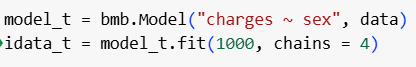 model_t = bmb.Model("charges ~ sex", data)
idata_t = model_t.fit(1000, chains = 4)